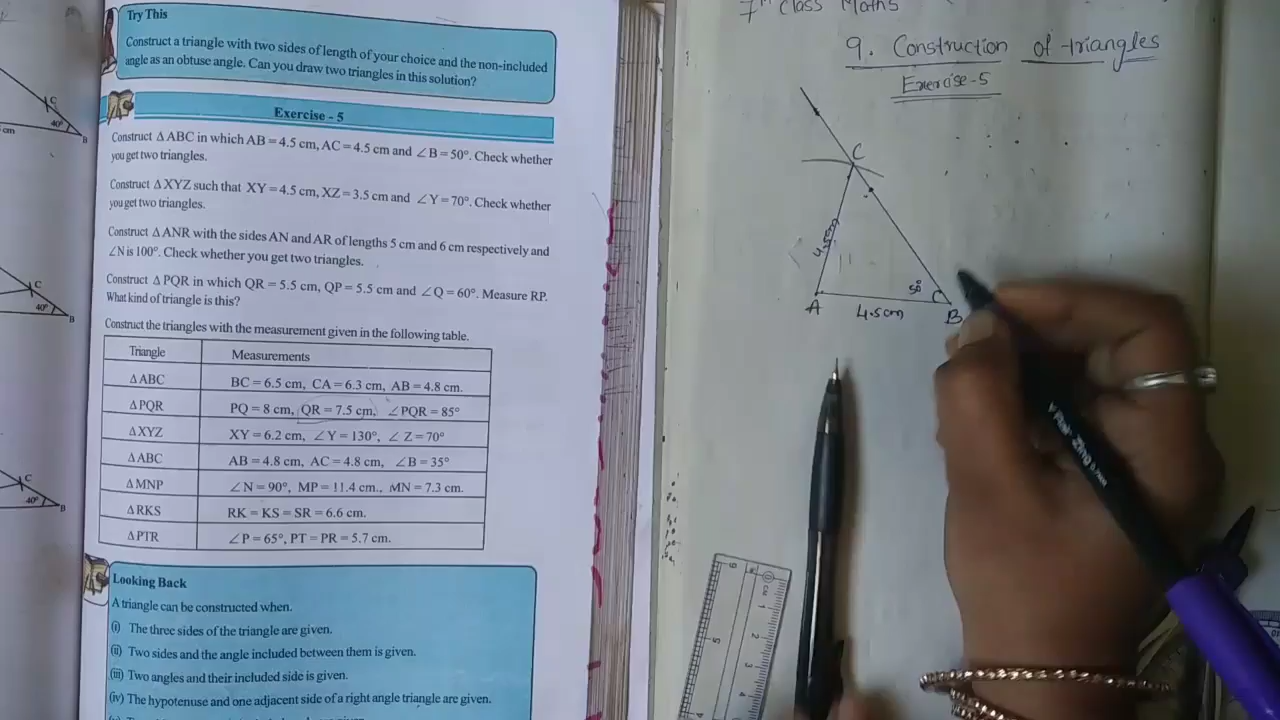 Try This
Construct a triangle with two sides of length of your choice and the non-included
angle as an obtuse angle. Can you draw two triangles in this solution?
Exercise - 5
Construct Δ ABC in which AB = 4.5 cm, AC = 4.5 cm and ∠B = 50°. Check whether
you get two triangles.
Construct Δ XYZ such that XY = 4.5 cm, XZ = 3.5 cm and ∠Y = 70°. Check whether
you get two triangles.
Construct Δ ANR with the sides AN and AR of lengths 5 cm and 6 cm respectively and
∠N is 100°. Check whether you get two triangles.
Construct Δ PQR in which QR = 5.5 cm, QP = 5.5 cm and ∠Q = 60°. Measure RP.
What kind of triangle is this?
Construct the triangles with the measurement given in the following table.
Triangle Measurements
Δ ABC BC = 6.5 cm, CA = 6.3 cm, AB = 4.8 cm.
Δ PQR PQ = 8 cm, QR = 7.5 cm, ∠PQR = 85°
Δ XYZ XY = 6.2 cm, ∠Y = 130°, ∠Z = 70°
Δ ABC AB = 4.8 cm, AC = 4.8 cm, ∠B = 35°
Δ MNP ∠N = 90°, MP = 11.4 cm., MN = 7.3 cm.
Δ RKS RK = KS = SR = 6.6 cm.
Δ PTR ∠P = 65°, PT = PR = 5.7 cm.
Looking Back
A triangle can be constructed when.
(i) The three sides of the triangle are given.
(ii) Two sides and the angle included between them is given.
(iii) Two angles and their included side is given.
(iv) The hypotenuse and one adjacent side of a right angle triangle are given.
C
40°
B
cm
C
40°
B
C
40°
B
7th Class Maths
9. Construction of triangles
Exercise-5
C
4.5cm
50°
A
4.5cm
B